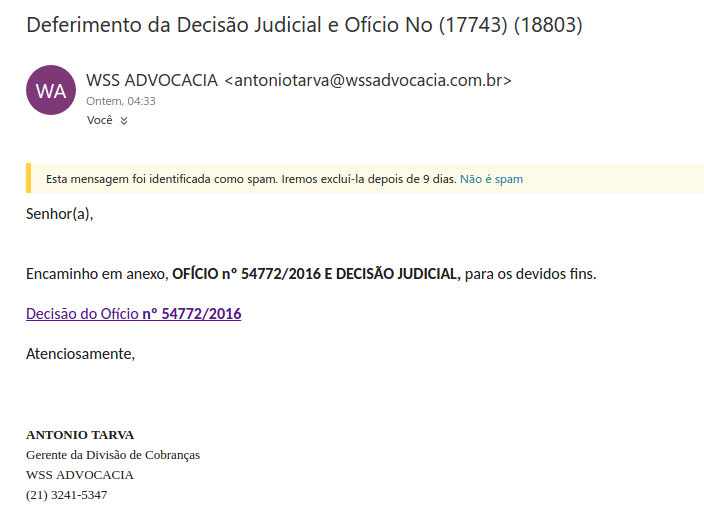 Deferimento da Decisão Judicial e Ofício No (17743) (18803)
WA
WSS ADVOCACIA <antoniotarva@wssadvocacia.com.br>
Ontem, 04:33
Você
Esta mensagem foi identificada como spam. Iremos excluí-la depois de 9 dias. Não é spam
Senhor(a),
Encaminho em anexo, OFÍCIO nº 54772/2016 E DECISÃO JUDICIAL, para os devidos fins.
Decisão do Ofício nº 54772/2016
Atenciosamente,
ANTONIO TARVA
Gerente da Divisão de Cobranças
WSS ADVOCACIA
(21) 3241-5347